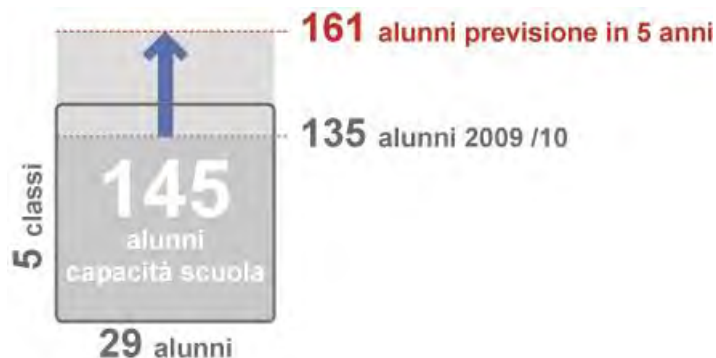 161 alunni previsione in 5 anni
135 alunni 2009 /10
145
alunni
capacità scuola
5 classi
29 alunni